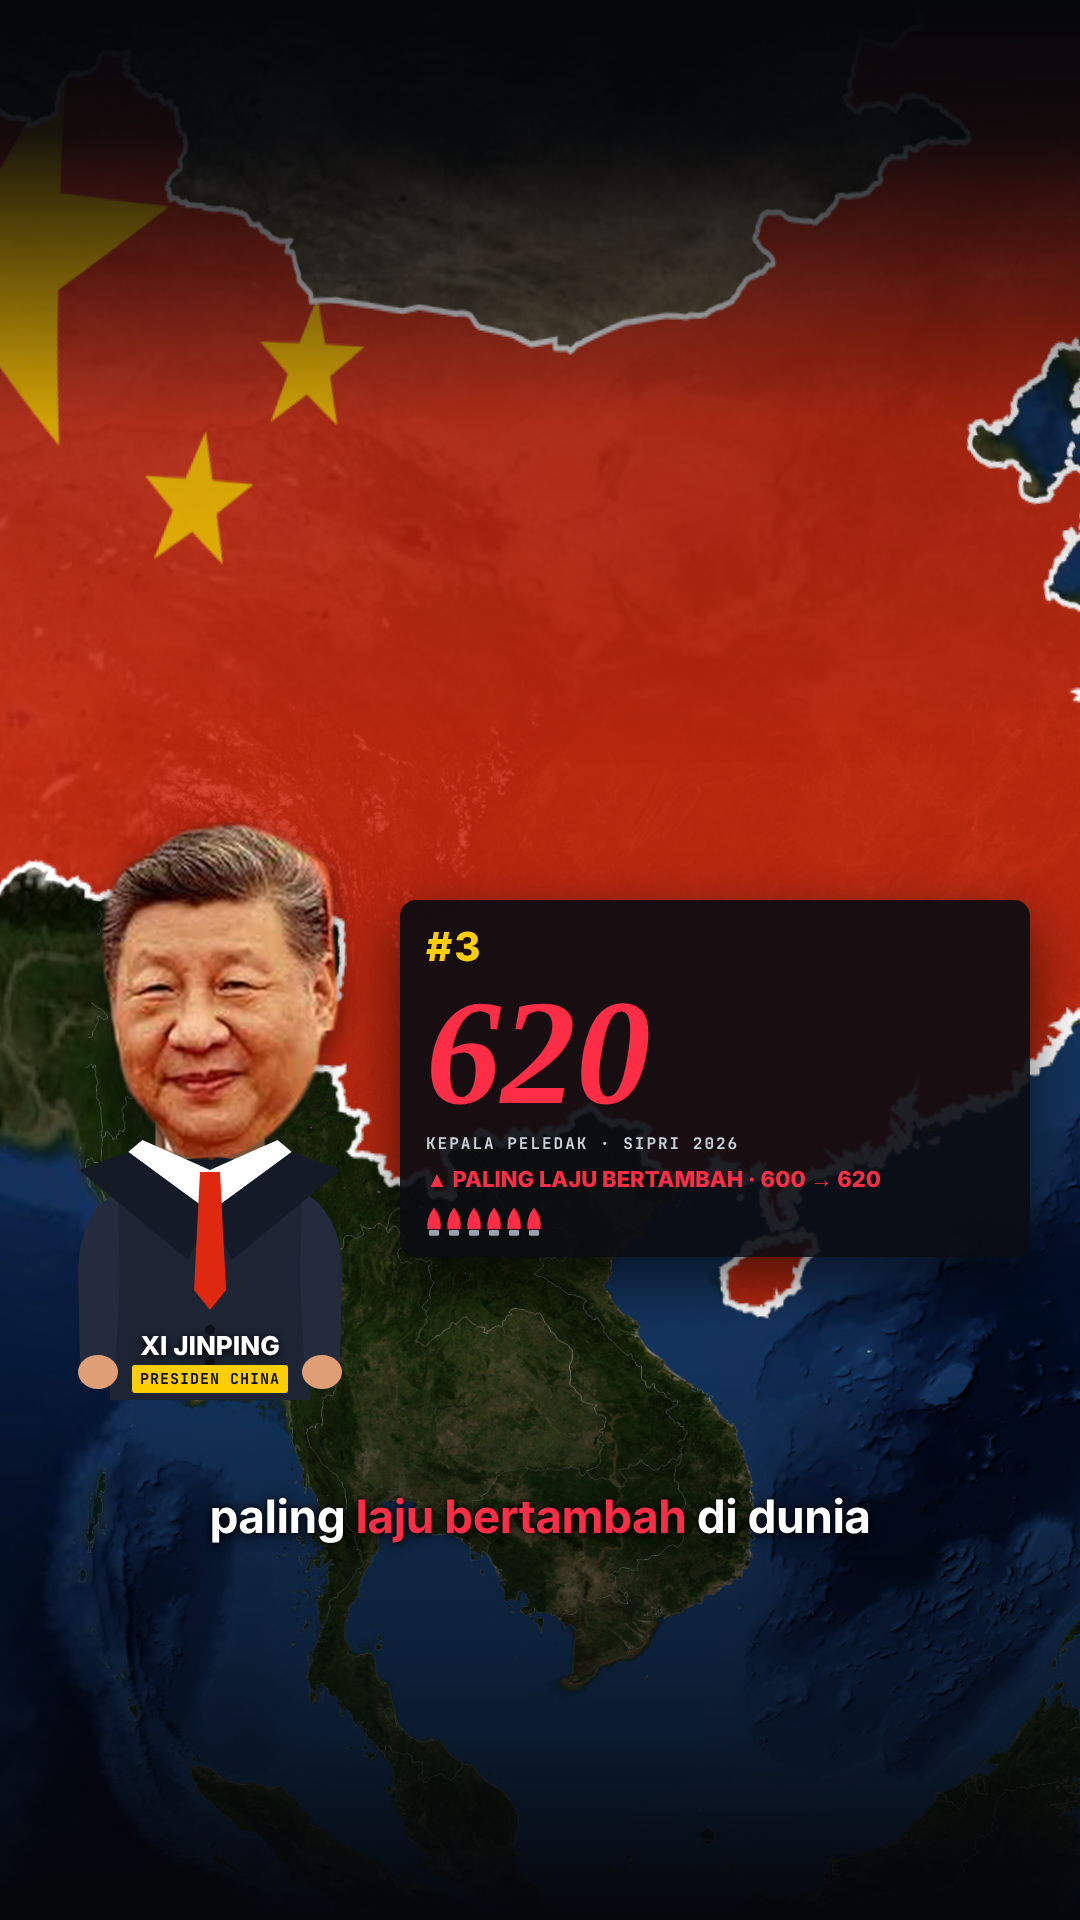 #3
620
KEPALA PELEDAK · SIPRI 2026
▲ PALING LAJU BERTAMBAH · 600 → 620
XI JINPING
PRESIDEN CHINA
paling laju bertambah di dunia